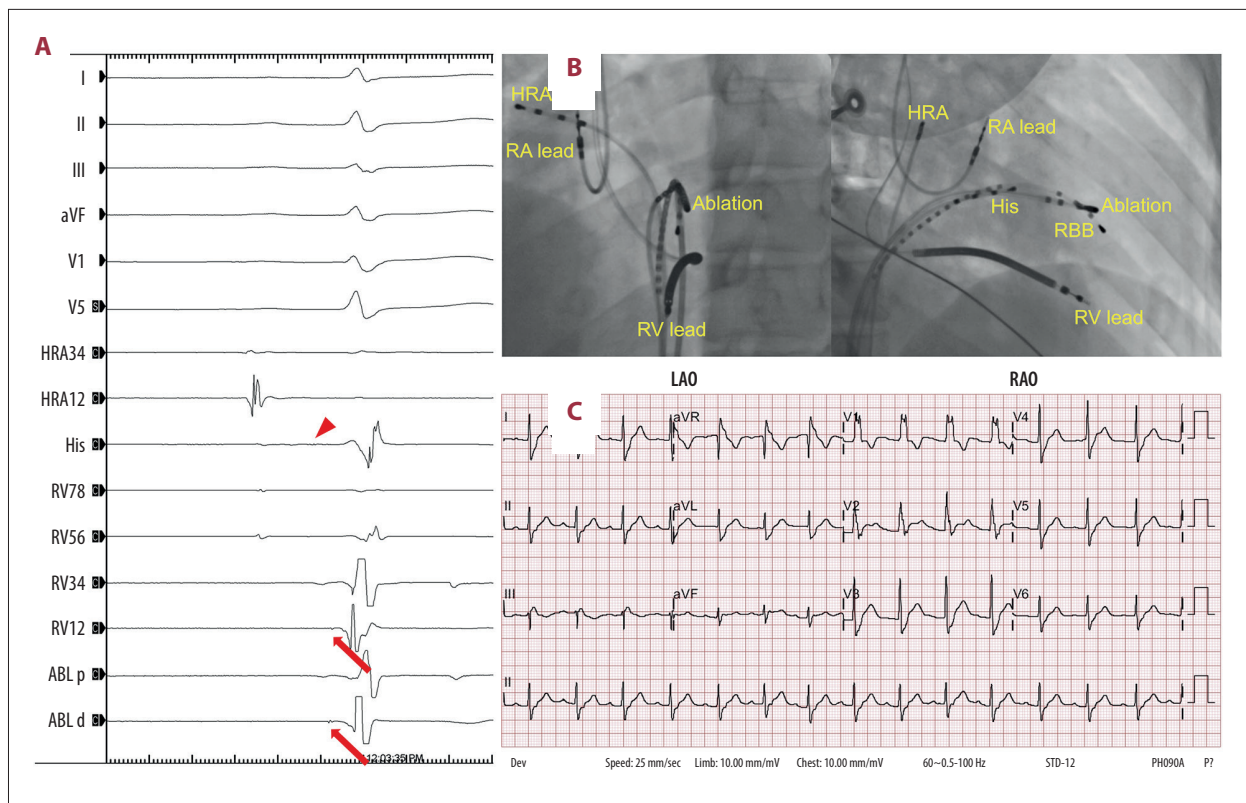 A
I
II
III
aVF
V1
V5
HRA34
HRA12
His
RV78
RV56
RV34
RV12
ABL p
ABL d
B
HRA
RA lead
Ablation
RV lead
HRA
RA lead
His
Ablation
RBB
RV lead
LAO
RAO
C
I
aVR
V1
V4
II
aVL
V2
V5
III
aVF
V3
V6
II
Dev
Speed: 25 mm/sec
Limb: 10.00 mm/mV
Chest: 10.00 mm/mV
60~0.5-100 Hz
STD-12
PH090A
P?